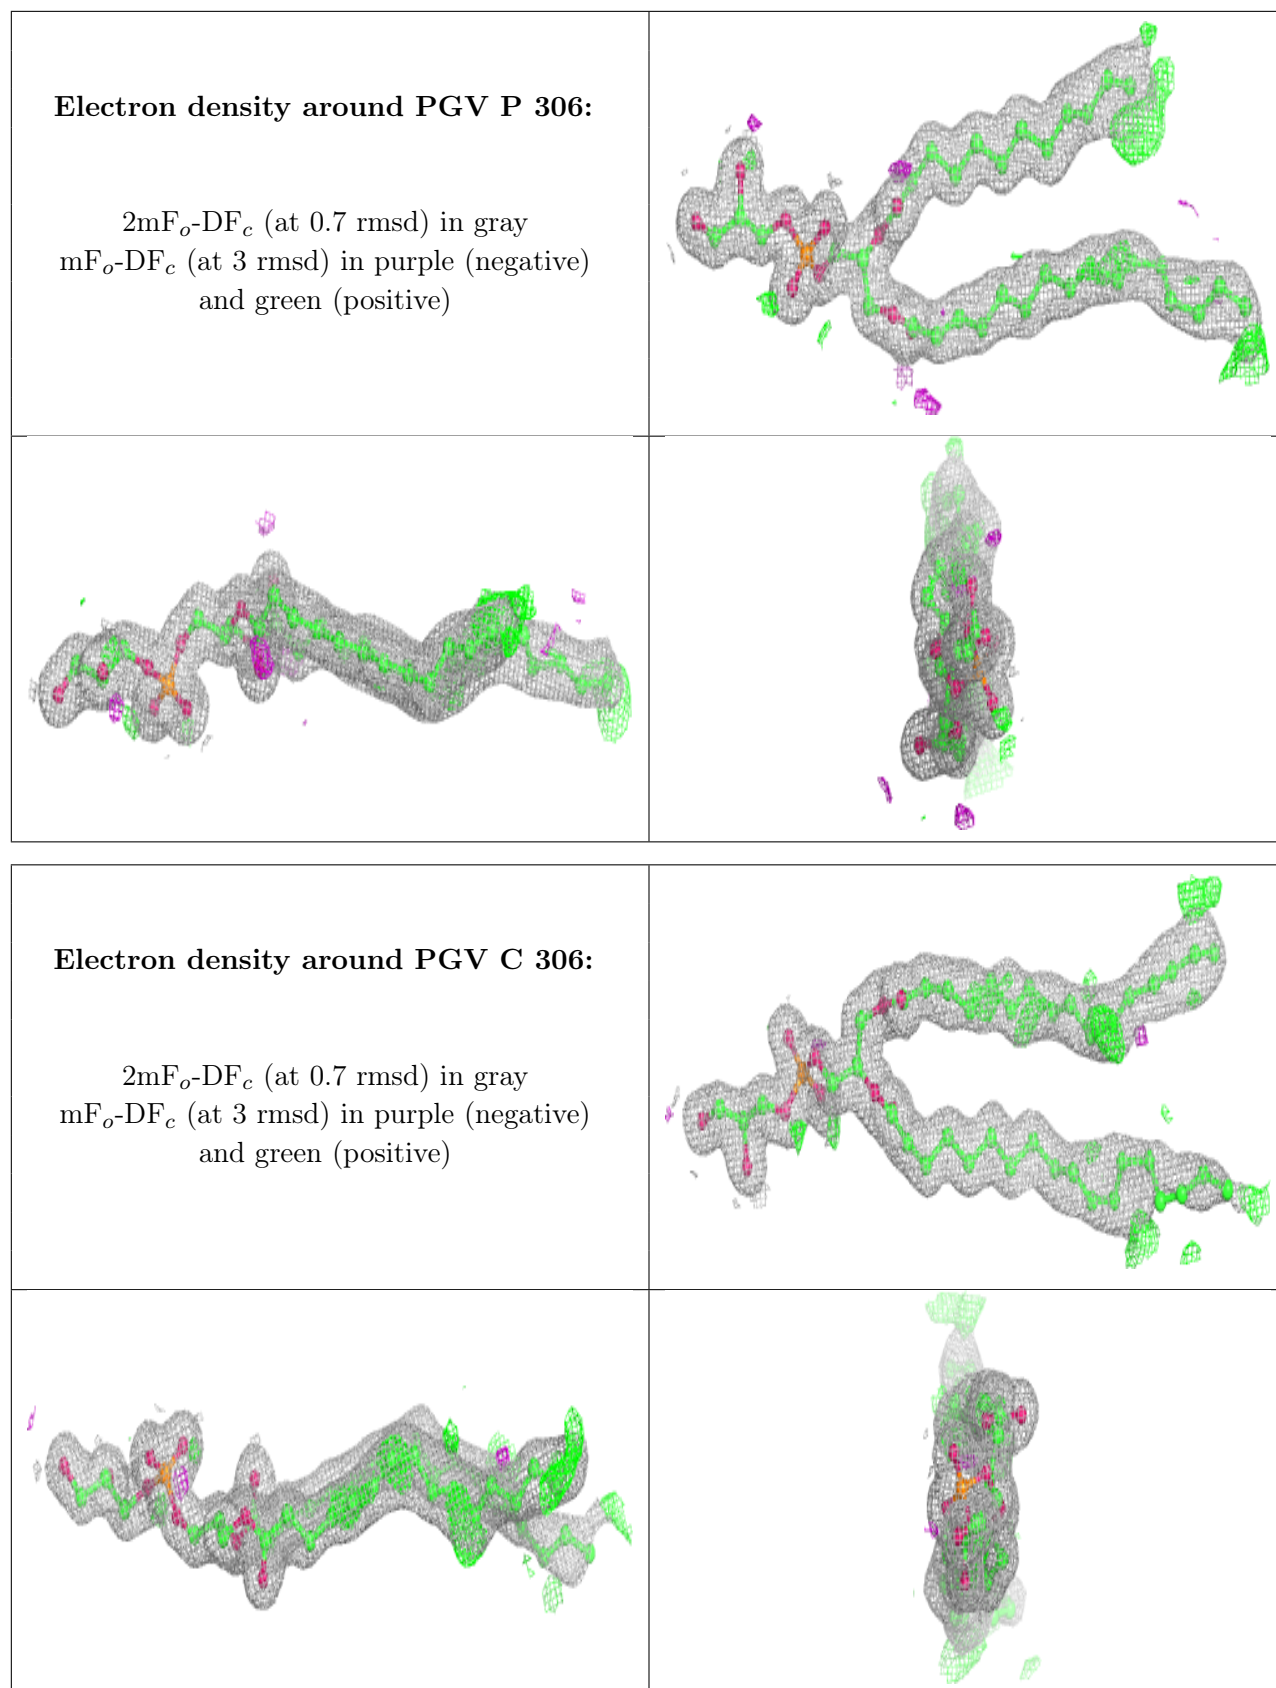 Electron density around PGV P 306:
2mFₒ-DF𝒸 (at 0.7 rmsd) in gray
mFₒ-DF𝒸 (at 3 rmsd) in purple (negative)
and green (positive)
Electron density around PGV C 306:
2mFₒ-DF𝒸 (at 0.7 rmsd) in gray
mFₒ-DF𝒸 (at 3 rmsd) in purple (negative)
and green (positive)